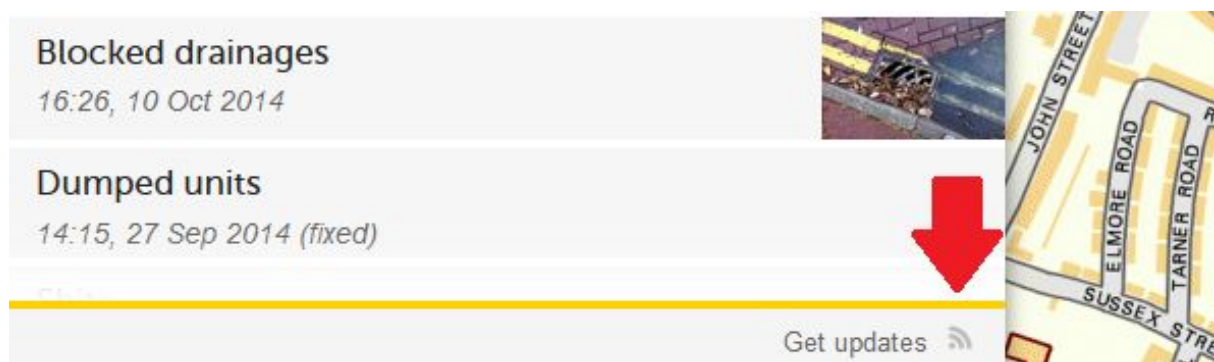 Blocked drainages
16:26, 10 Oct 2014
Dumped units
14:15, 27 Sep 2014 (fixed)
Get updates
JOHN STREET
ELMORE ROAD
TARNER ROAD
SUSSEX STRE
R